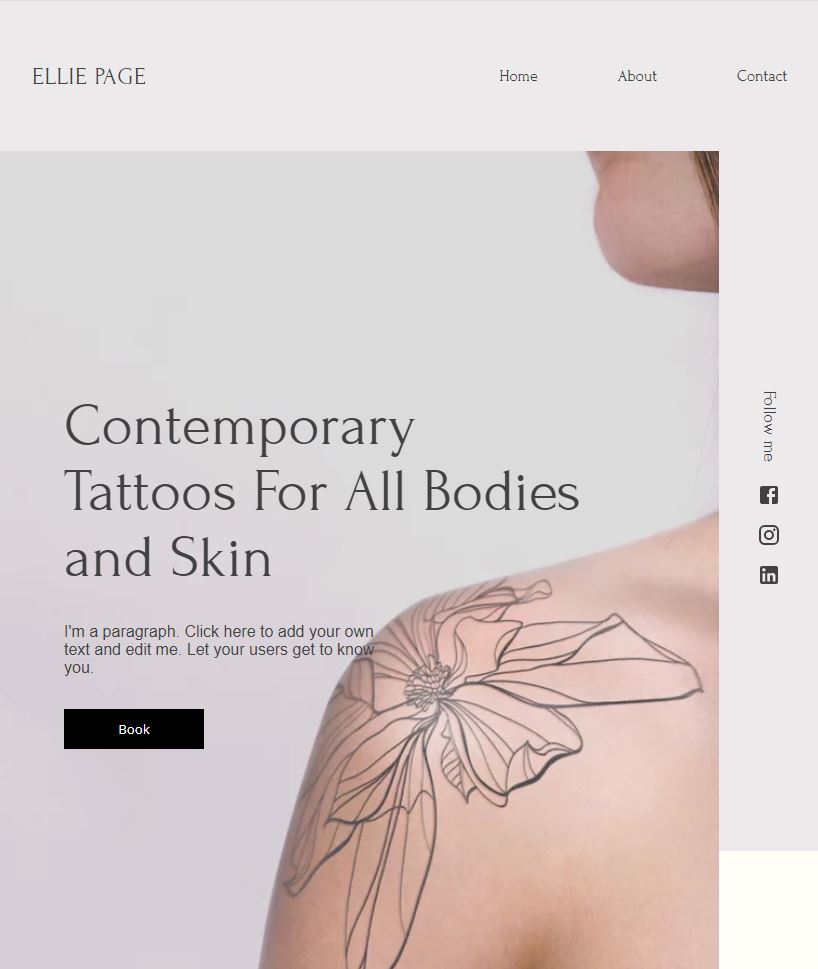 ELLIE PAGE
Home
About
Contact
Contemporary
Tattoos For All Bodies
and Skin
I'm a paragraph. Click here to add your own
text and edit me. Let your users get to know
you.
Book
Follow me